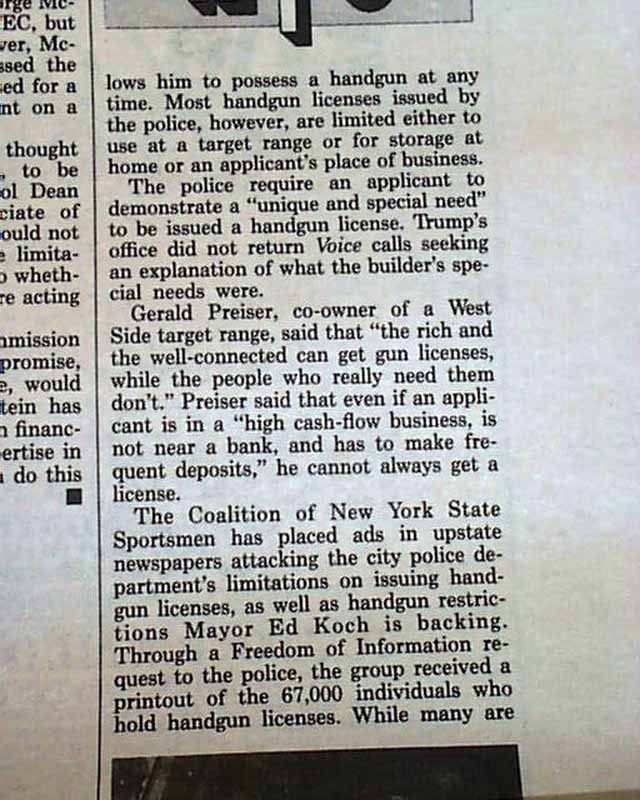 rge Mc-
EC, but
ver, Mc-
ssed the
sed for a
nt on a
thought
, to be
ol Dean
ciate of
ould not
e limita-
o wheth-
re acting
nmission
promise,
e, would
tein has
n financ-
ertise in
n do this
■
lows him to possess a handgun at any
time. Most handgun licenses issued by
the police, however, are limited either to
use at a target range or for storage at
home or an applicant's place of business.
The police require an applicant to
demonstrate a “unique and special need”
to be issued a handgun license. Trump's
office did not return Voice calls seeking
an explanation of what the builder's spe-
cial needs were.
Gerald Preiser, co-owner of a West
Side target range, said that “the rich and
the well-connected can get gun licenses,
while the people who really need them
don't.” Preiser said that even if an appli-
cant is in a “high cash-flow business, is
not near a bank, and has to make fre-
quent deposits,” he cannot always get a
license.
The Coalition of New York State
Sportsmen has placed ads in upstate
newspapers attacking the city police de-
partment's limitations on issuing hand-
gun licenses, as well as handgun restric-
tions Mayor Ed Koch is backing.
Through a Freedom of Information re-
quest to the police, the group received a
printout of the 67,000 individuals who
hold handgun licenses. While many are